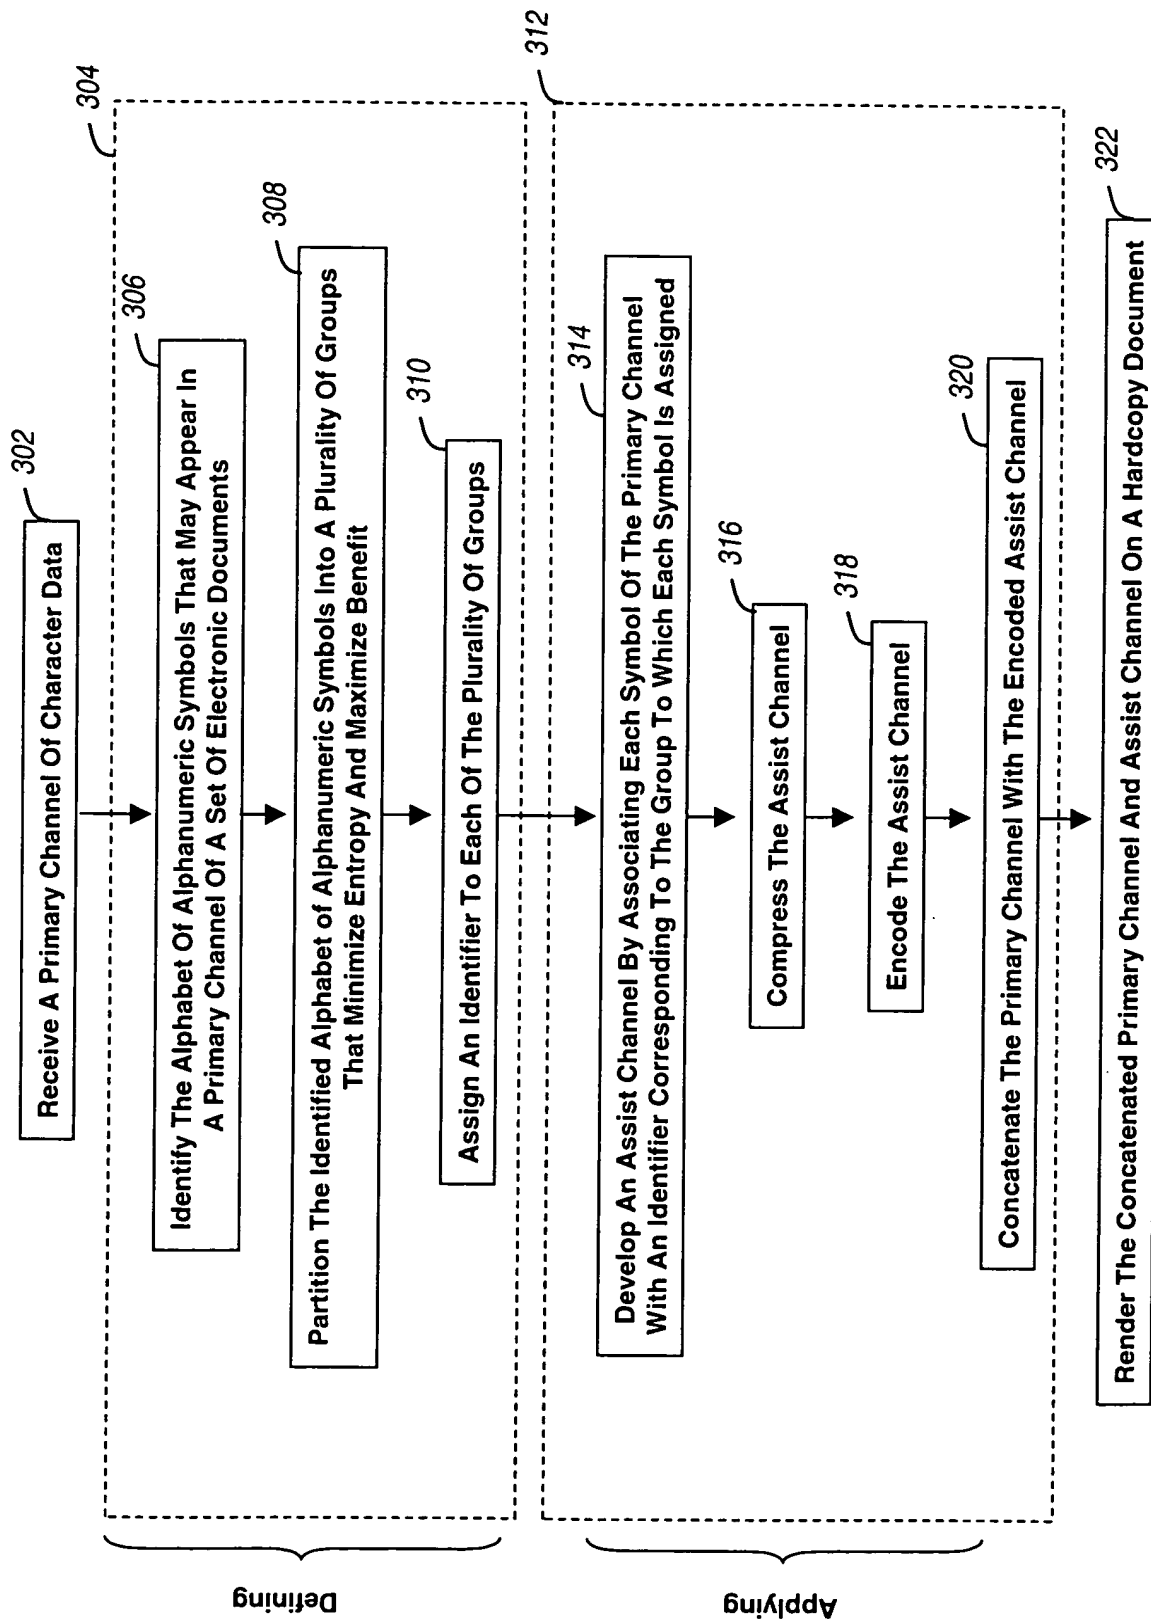 302
Receive A Primary Channel Of Character Data
304
Defining
306
Identify The Alphabet Of Alphanumeric Symbols That May Appear In
A Primary Channel Of A Set Of Electronic Documents
308
Partition The Identified Alphabet of Alphanumeric Symbols Into A Plurality Of Groups
That Minimize Entropy And Maximize Benefit
310
Assign An Identifier To Each Of The Plurality Of Groups
312
Applying
314
Develop An Assist Channel By Associating Each Symbol Of The Primary Channel
With An Identifier Corresponding To The Group To Which Each Symbol Is Assigned
316
Compress The Assist Channel
318
Encode The Assist Channel
320
Concatenate The Primary Channel With The Encoded Assist Channel
322
Render The Concatenated Primary Channel And Assist Channel On A Hardcopy Document